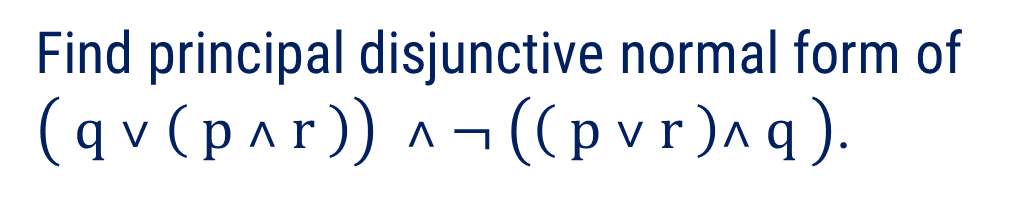 Find principal disjunctive normal form of
( q ∨ ( p ∧ r )) ∧ ¬ (( p ∨ r )∧ q ).